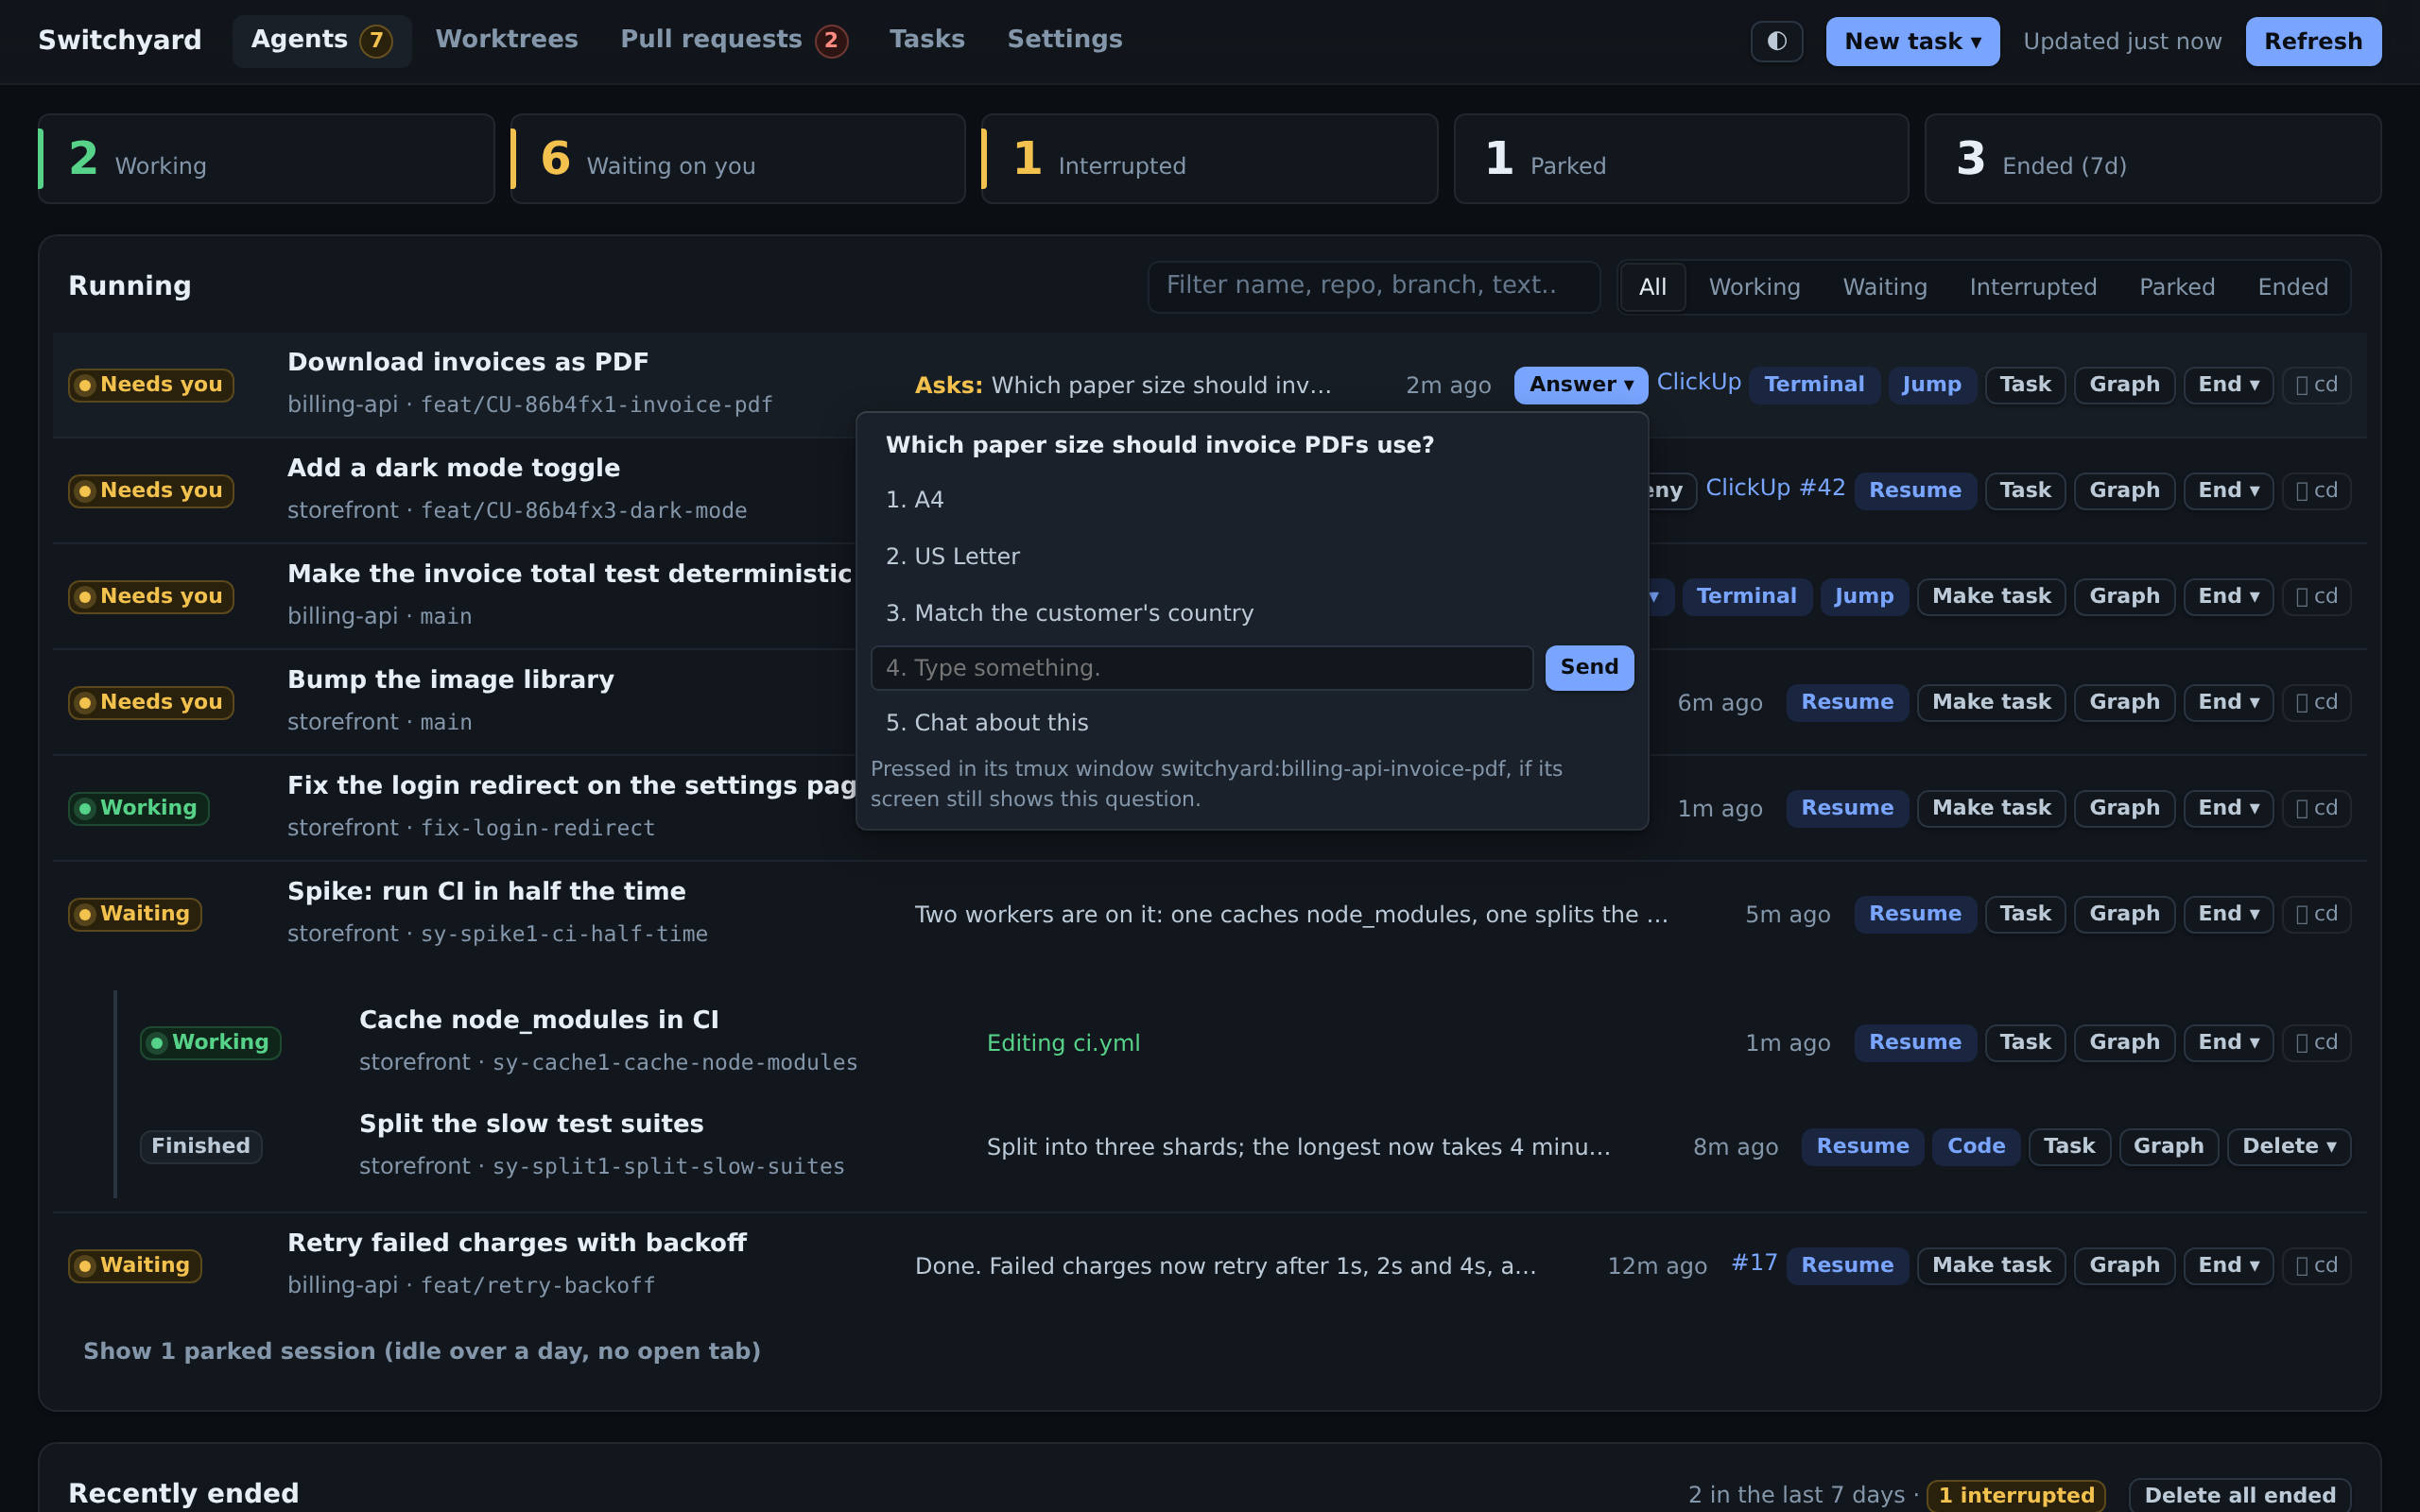 Switchyard Agents 7 Worktrees Pull requests 2 Tasks Settings New task ▾ Updated just now Refresh
2 Working 6 Waiting on you 1 Interrupted 1 Parked 3 Ended (7d)
Running Filter name, repo, branch, text.. All Working Waiting Interrupted Parked Ended
Needs you Download invoices as PDF
billing-api · feat/CU-86b4fx1-invoice-pdf
Asks: Which paper size should inv… 2m ago Answer ▾ ClickUp Terminal Jump Task Graph End ▾ cd
Which paper size should invoice PDFs use?
1. A4
2. US Letter
3. Match the customer's country
4. Type something. Send
5. Chat about this
Pressed in its tmux window switchyard:billing-api-invoice-pdf, if its
screen still shows this question.
Needs you Add a dark mode toggle
storefront · feat/CU-86b4fx3-dark-mode
eny ClickUp #42 Resume Task Graph End ▾ cd
Needs you Make the invoice total test deterministic
billing-api · main
▾ Terminal Jump Make task Graph End ▾ cd
Needs you Bump the image library
storefront · main
6m ago Resume Make task Graph End ▾ cd
Working Fix the login redirect on the settings pag
storefront · fix-login-redirect
1m ago Resume Make task Graph End ▾ cd
Waiting Spike: run CI in half the time
storefront · sy-spike1-ci-half-time
Two workers are on it: one caches node_modules, one splits the … 5m ago Resume Task Graph End ▾ cd
Working Cache node_modules in CI
storefront · sy-cache1-cache-node-modules
Editing ci.yml 1m ago Resume Task Graph End ▾ cd
Finished Split the slow test suites
storefront · sy-split1-split-slow-suites
Split into three shards; the longest now takes 4 minu… 8m ago Resume Code Task Graph Delete ▾
Waiting Retry failed charges with backoff
billing-api · feat/retry-backoff
Done. Failed charges now retry after 1s, 2s and 4s, a… 12m ago #17 Resume Make task Graph End ▾ cd
Show 1 parked session (idle over a day, no open tab)
Recently ended 2 in the last 7 days · 1 interrupted Delete all ended